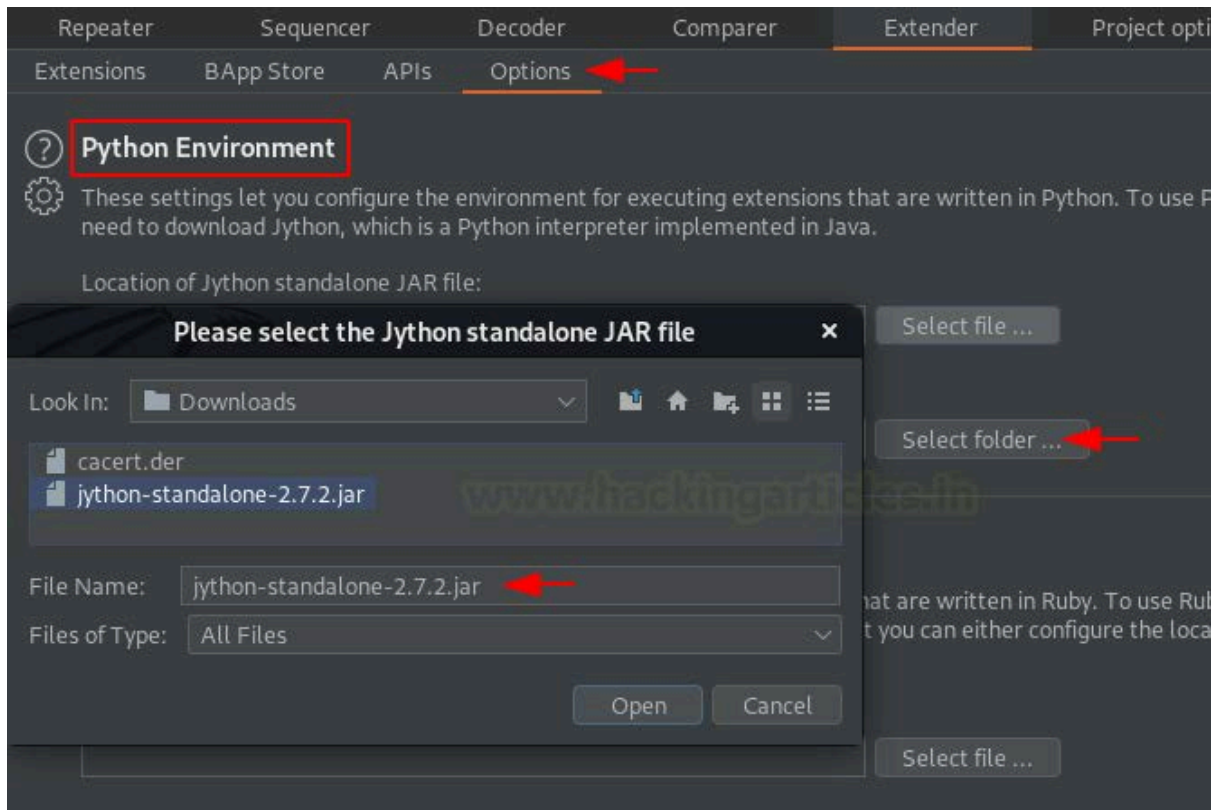 Repeater Sequencer Decoder Comparer Extender Project opti
Extensions BApp Store APIs Options
Python Environment
These settings let you configure the environment for executing extensions that are written in Python. To use P
need to download Jython, which is a Python interpreter implemented in Java.
Location of Jython standalone JAR file:
Please select the Jython standalone JAR file
Select file ...
Look In: Downloads
Select folder ...
cacert.der
jython-standalone-2.7.2.jar
www.hackingarticles.in
File Name: jython-standalone-2.7.2.jar
hat are written in Ruby. To use Rub
Files of Type: All Files
t you can either configure the loca
Open Cancel
Select file ...